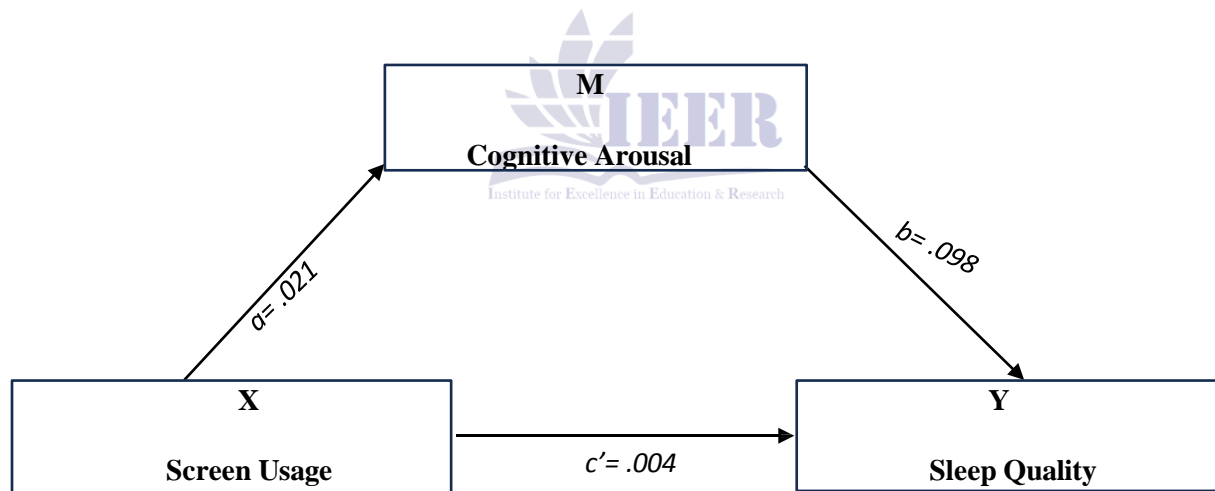 M
IEER
Cognitive Arousal
Institute for Excellence in Education & Research
a= .021
b= .098
X
Screen Usage
c’= .004
Y
Sleep Quality